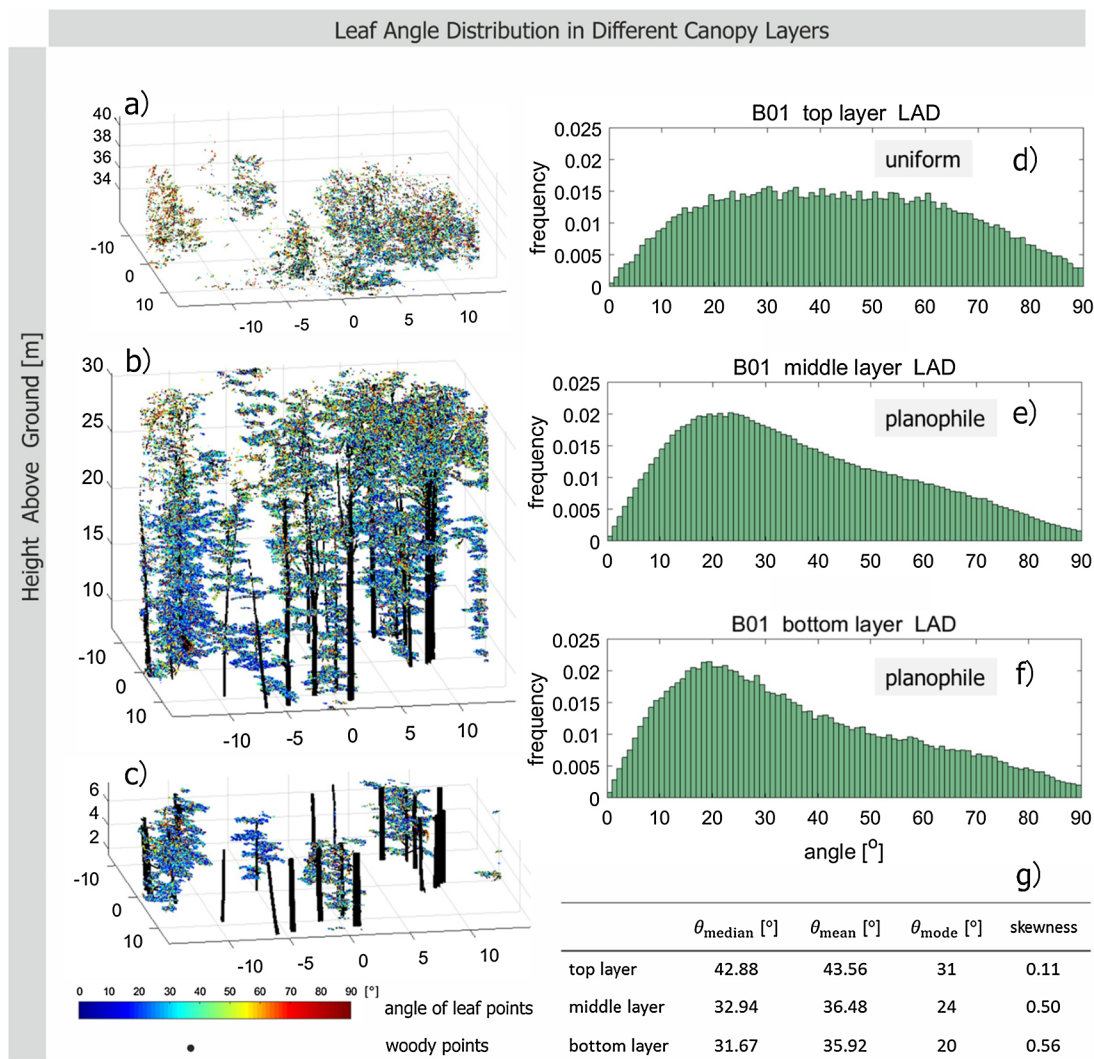 Leaf Angle Distribution in Different Canopy Layers
Height Above Ground [m]
a)
40
38
36
34
-10
0
10
-10
-5
0
5
10
B01 top layer LAD
uniform
d)
frequency
0.025
0.02
0.015
0.01
0.005
0
0 10 20 30 40 50 60 70 80 90
b)
30
25
20
15
10
-10
0
10
-10
-5
0
5
10
B01 middle layer LAD
planophile
e)
frequency
0.025
0.02
0.015
0.01
0.005
0
0 10 20 30 40 50 60 70 80 90
c)
6
4
2
-10
0
10
-10
-5
0
5
10
B01 bottom layer LAD
planophile
f)
frequency
0.025
0.02
0.015
0.01
0.005
0
0 10 20 30 40 50 60 70 80 90
angle [o]
0 10 20 30 40 50 60 70 80 90 [°]
angle of leaf points
woody points
g)
θmedian [o] θmean [o] θmode [o] skewness
top layer 42.88 43.56 31 0.11
middle layer 32.94 36.48 24 0.50
bottom layer 31.67 35.92 20 0.56